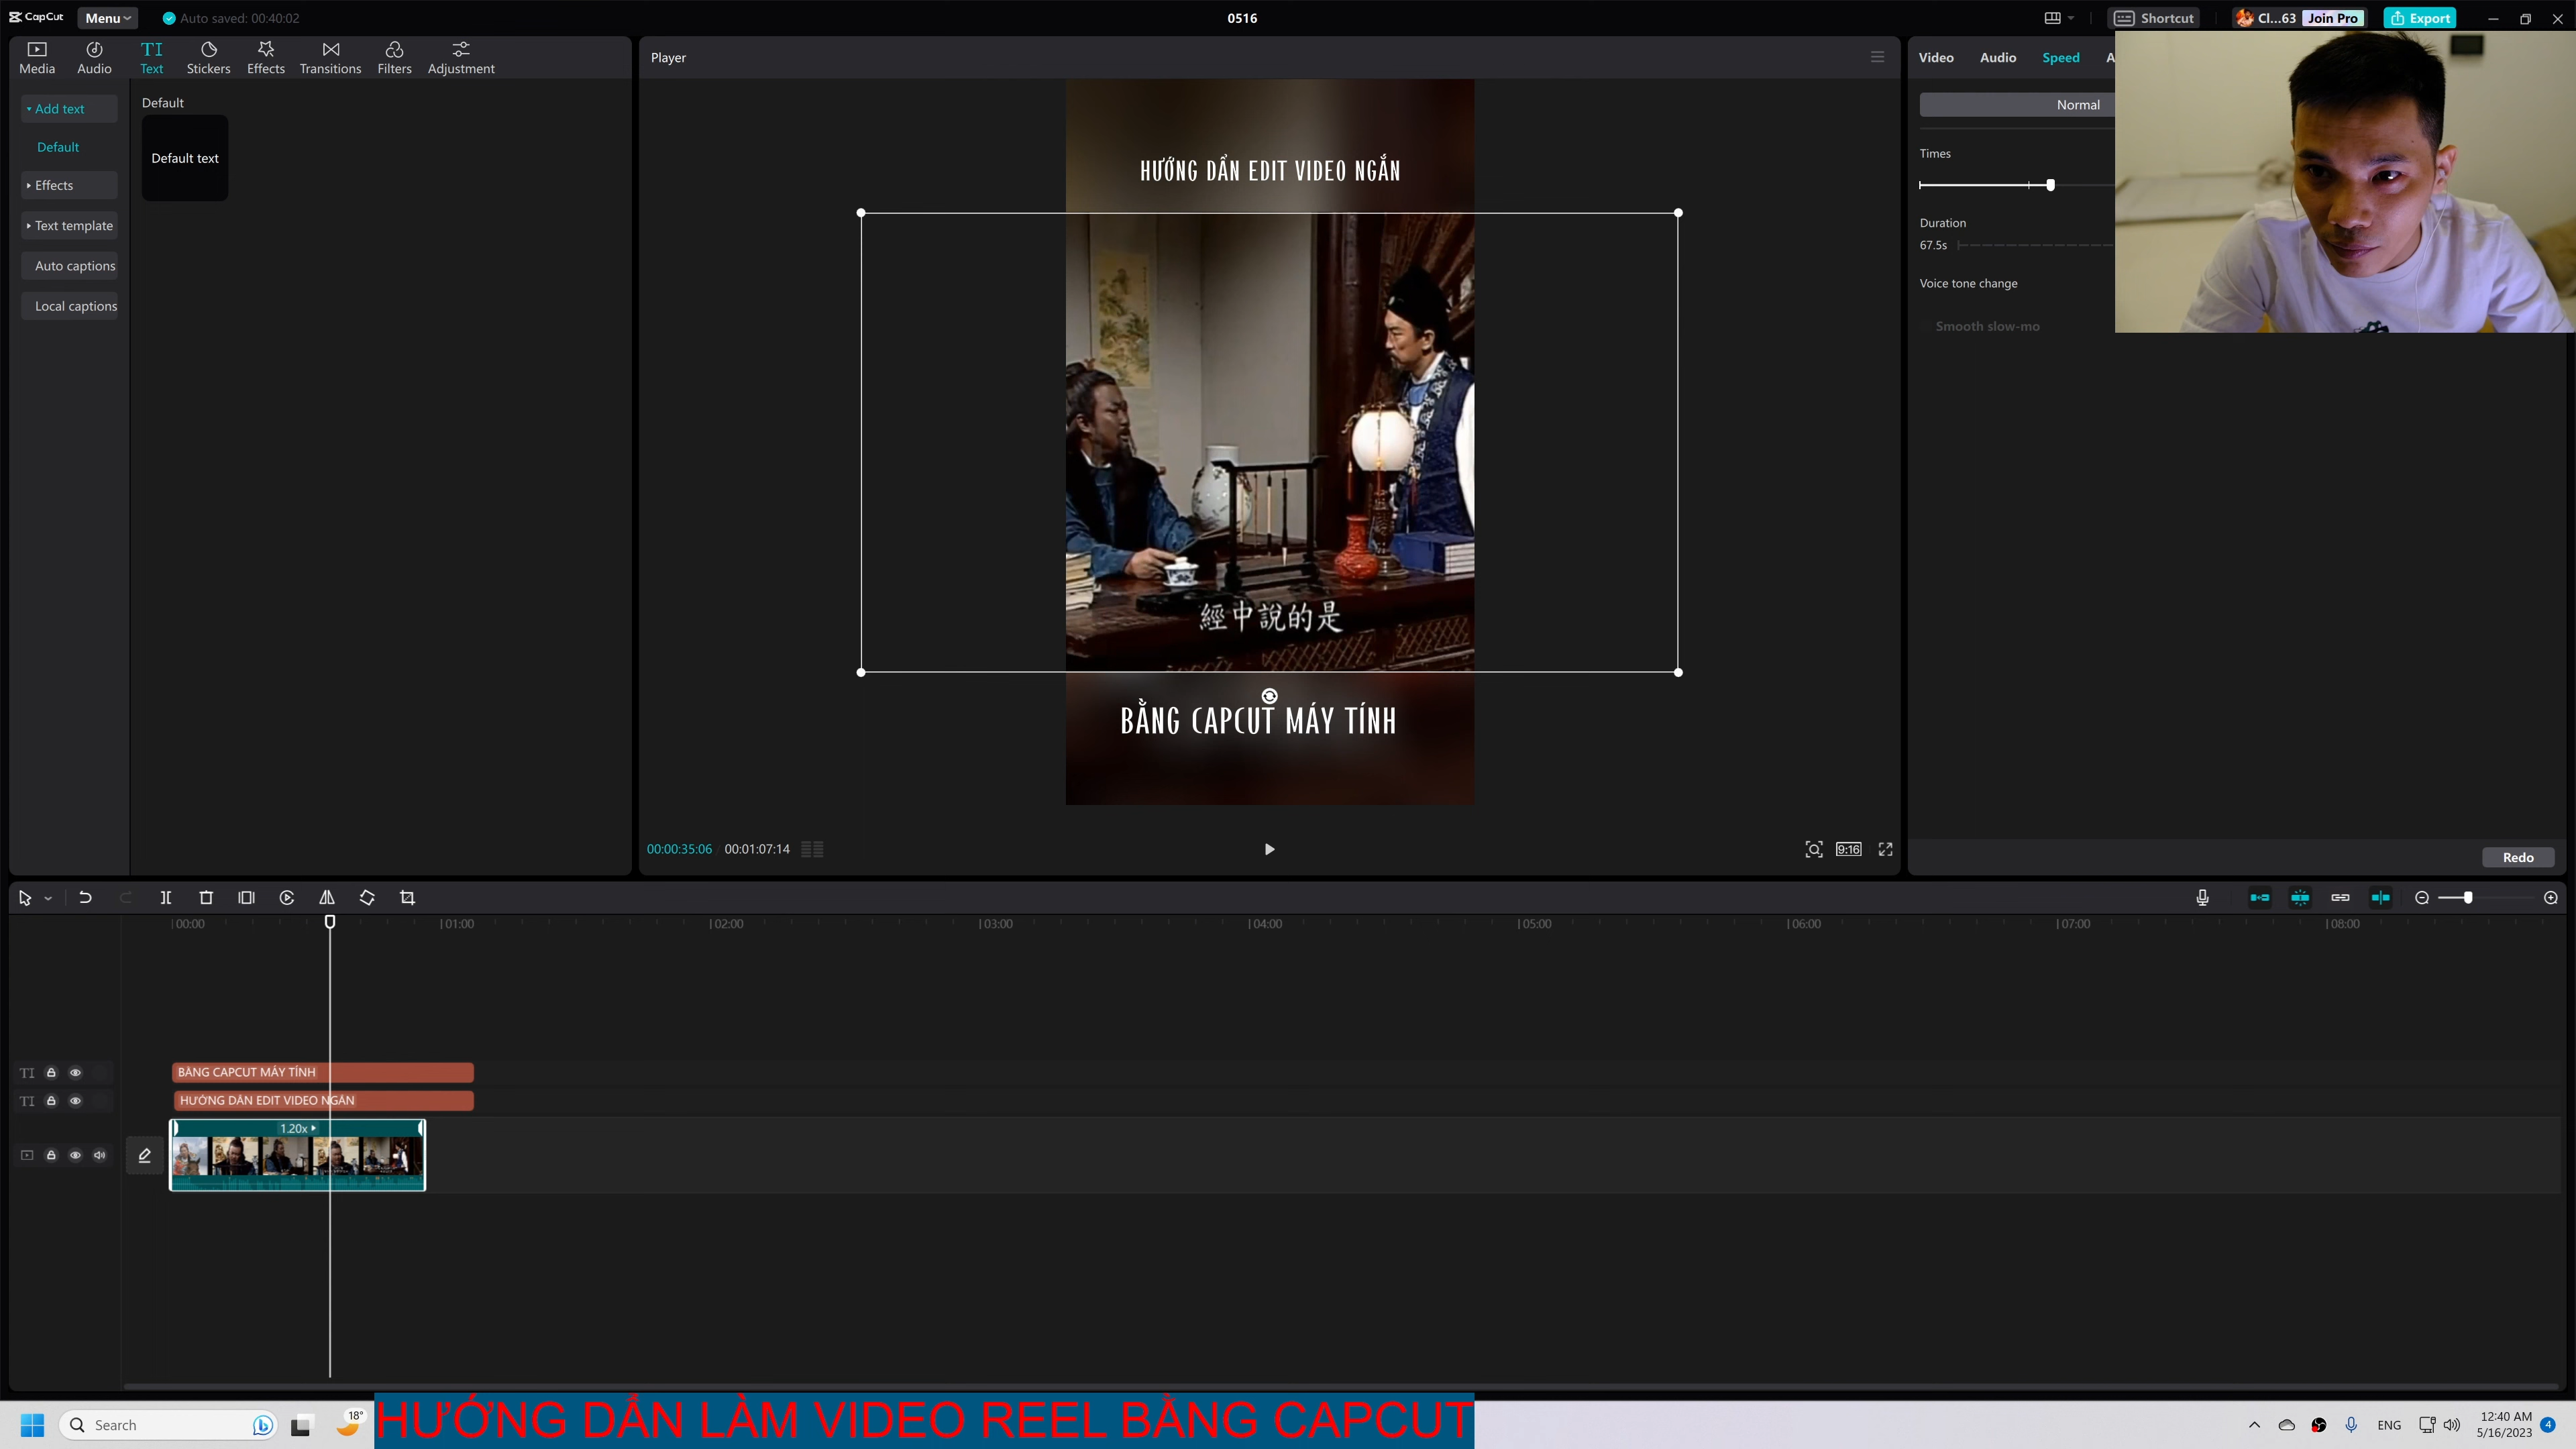 CapCut
Menu
Auto saved: 00:40:02
0516
Shortcut
Cl...63
Join Pro
Export
Media
Audio
TI
Text
Stickers
Effects
Transitions
Filters
Adjustment
Add text
Default
Effects
Text template
Auto captions
Local captions
Default
Default text
Player
HƯỚNG DẪN EDIT VIDEO NGẮN
經中說的是
BẰNG CAPCUT MÁY TÍNH
00:00:35:06
00:01:07:14
9:16
Video
Audio
Speed
A
Normal
Times
Duration
67.5s
Voice tone change
Smooth slow-mo
Redo
00:00
01:00
02:00
03:00
04:00
05:00
06:00
07:00
08:00
TI
BẰNG CAPCUT MÁY TÍNH
TI
HƯỚNG DẪN EDIT VIDEO NGẮN
1.20x
Search
18°
HƯỚNG DẪN LÀM VIDEO REEL BẰNG CAPCUT
ENG
12:40 AM
5/16/2023
4